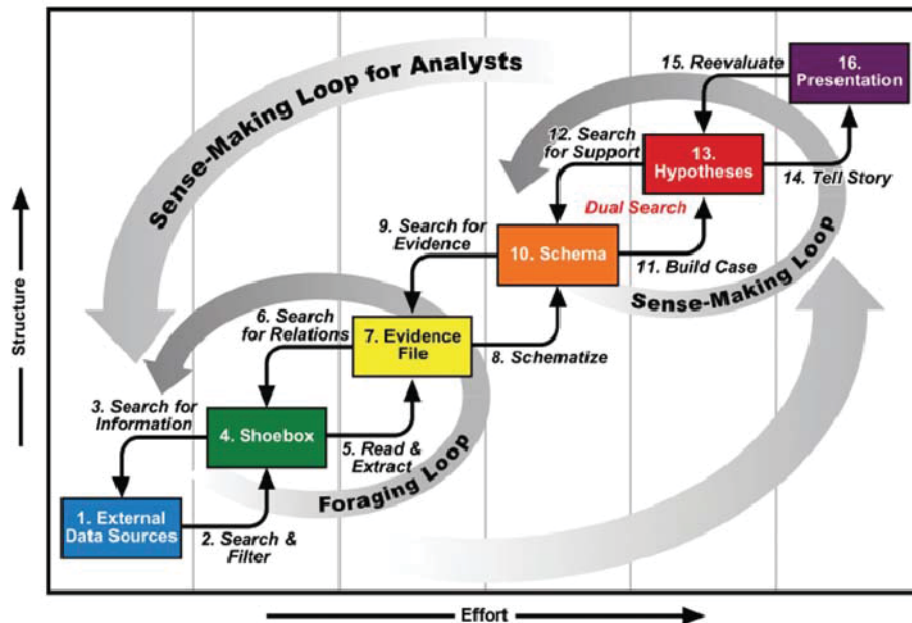 Sense-Making Loop for Analysts
15. Reevaluate
16.
Presentation
12. Search
for Support
13.
Hypotheses
14. Tell Story
Dual Search
9. Search for
Evidence
10. Schema
11. Build Case
Sense-Making Loop
6. Search
for Relations
7. Evidence
File
8. Schematize
3. Search for
Information
4. Shoebox
5. Read &
Extract
Foraging Loop
1. External
Data Sources
2. Search &
Filter
Structure
Effort